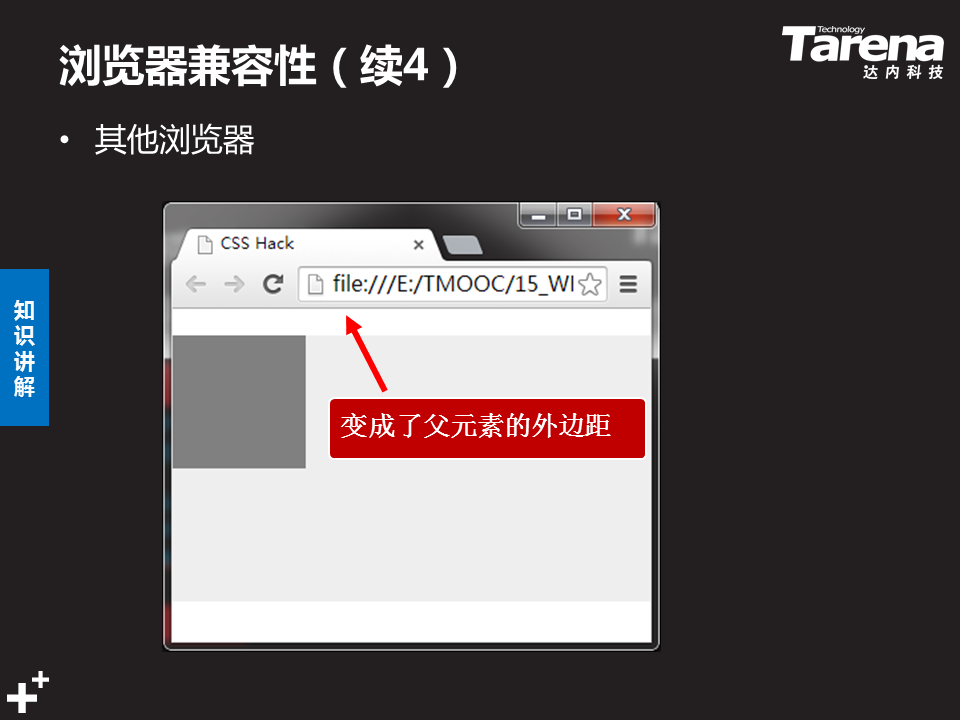 浏览器兼容性（续4）
Technology
Tarena
达内科技
• 其他浏览器
CSS Hack
file:///E:/TMOOC/15_WI
知识讲解
变成了父元素的外边距